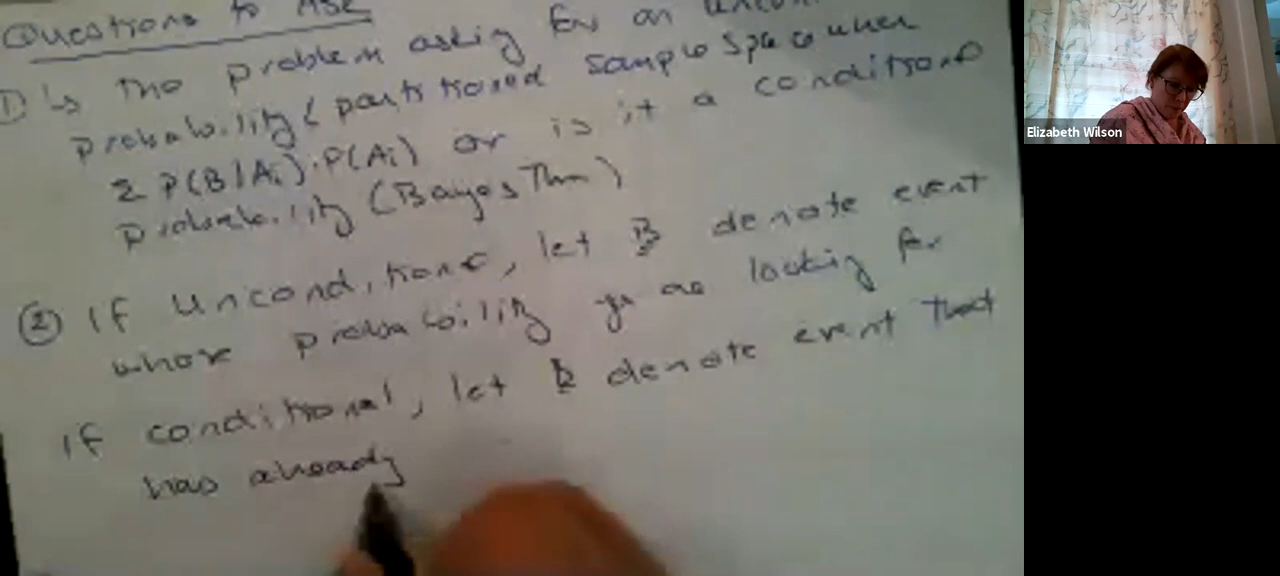 Questions to Ask
① is the problem asking for an uncon
probability (partitioned sample space when
Σ P(B|Ai)·P(Ai) or is it a conditional
probability (Bayes Thm)
② If unconditional, let B denote event
whose probability you are looking for
If conditional, let B denote event that
has already
Elizabeth Wilson